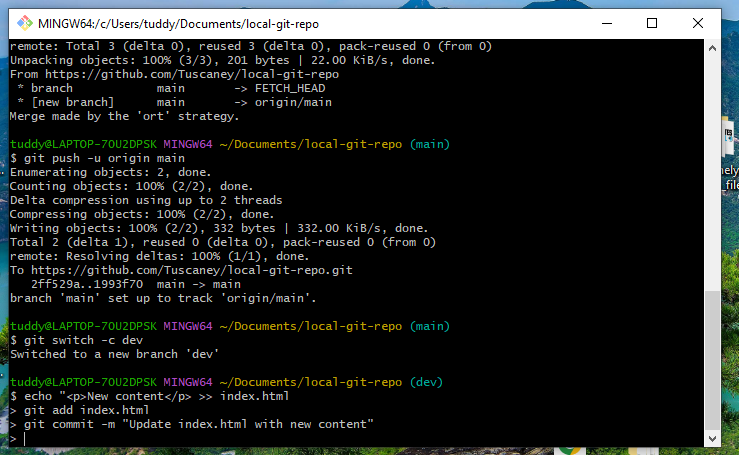 MINGW64:/c/Users/tuddy/Documents/local-git-repo
remote: Total 3 (delta 0), reused 3 (delta 0), pack-reused 0 (from 0)
Unpacking objects: 100% (3/3), 201 bytes | 22.00 KiB/s, done.
From https://github.com/Tuscaney/local-git-repo
 * branch            main       -> FETCH_HEAD
 * [new branch]      main       -> origin/main
Merge made by the 'ort' strategy.
tuddy@LAPTOP-7OU2DPSK MINGW64 ~/Documents/local-git-repo (main)
$ git push -u origin main
Enumerating objects: 2, done.
Counting objects: 100% (2/2), done.
Delta compression using up to 2 threads
Compressing objects: 100% (2/2), done.
Writing objects: 100% (2/2), 332 bytes | 332.00 KiB/s, done.
Total 2 (delta 1), reused 0 (delta 0), pack-reused 0 (from 0)
remote: Resolving deltas: 100% (1/1), done.
To https://github.com/Tuscaney/local-git-repo.git
   2ff529a..1993f70  main -> main
branch 'main' set up to track 'origin/main'.
tuddy@LAPTOP-7OU2DPSK MINGW64 ~/Documents/local-git-repo (main)
$ git switch -c dev
Switched to a new branch 'dev'
tuddy@LAPTOP-7OU2DPSK MINGW64 ~/Documents/local-git-repo (dev)
$ echo "<p>New content</p> >> index.html
> git add index.html
> git commit -m "Update index.html with new content"
>